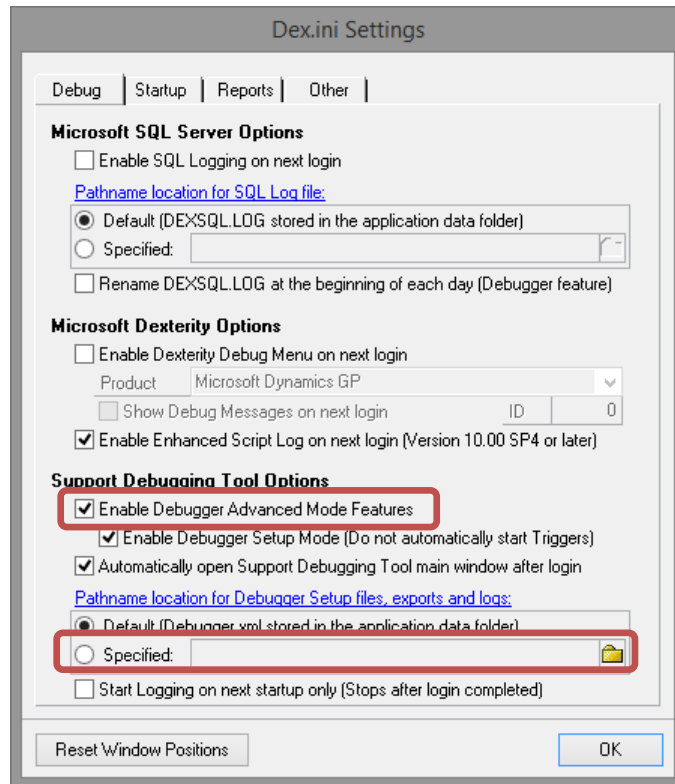 Dex.ini Settings
Debug Startup Reports Other
Microsoft SQL Server Options
Enable SQL Logging on next login
Pathname location for SQL Log file:
Default (DEXSQL.LOG stored in the application data folder)
Specified:
Rename DEXSQL.LOG at the beginning of each day (Debugger feature)
Microsoft Dexterity Options
Enable Dexterity Debug Menu on next login
Product Microsoft Dynamics GP
Show Debug Messages on next login ID 0
Enable Enhanced Script Log on next login (Version 10.00 SP4 or later)
Support Debugging Tool Options
Enable Debugger Advanced Mode Features
Enable Debugger Setup Mode (Do not automatically start Triggers)
Automatically open Support Debugging Tool main window after login
Pathname location for Debugger Setup files, exports and logs:
Default (Debugger.xml stored in the application data folder)
Specified:
Start Logging on next startup only (Stops after login completed)
Reset Window Positions OK